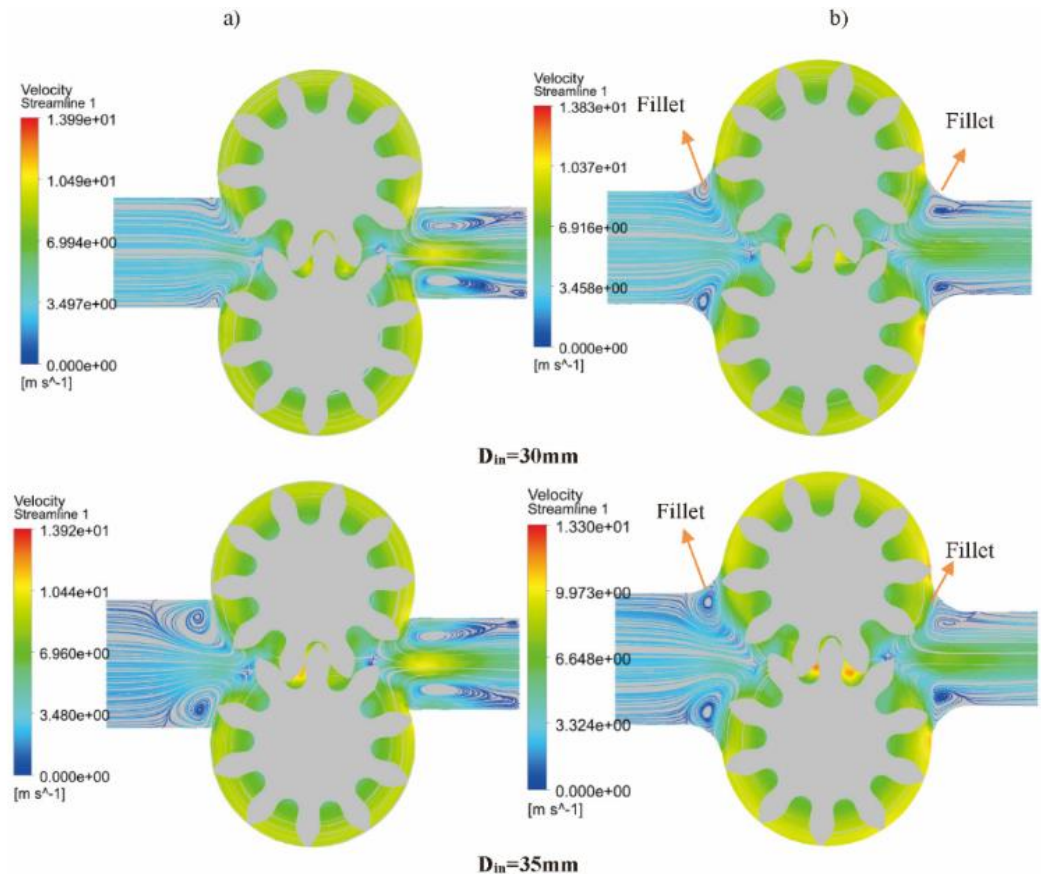 a)
b)
Velocity
Streamline 1
1.399e+01
1.049e+01
6.994e+00
3.497e+00
0.000e+00
[m s^-1]
Velocity
Streamline 1
1.383e+01
1.037e+01
6.916e+00
3.458e+00
0.000e+00
[m s^-1]
Fillet
Fillet
D_in=30mm
Velocity
Streamline 1
1.392e+01
1.044e+01
6.960e+00
3.480e+00
0.000e+00
[m s^-1]
Velocity
Streamline 1
1.330e+01
9.973e+00
6.648e+00
3.324e+00
0.000e+00
[m s^-1]
Fillet
Fillet
D_in=35mm